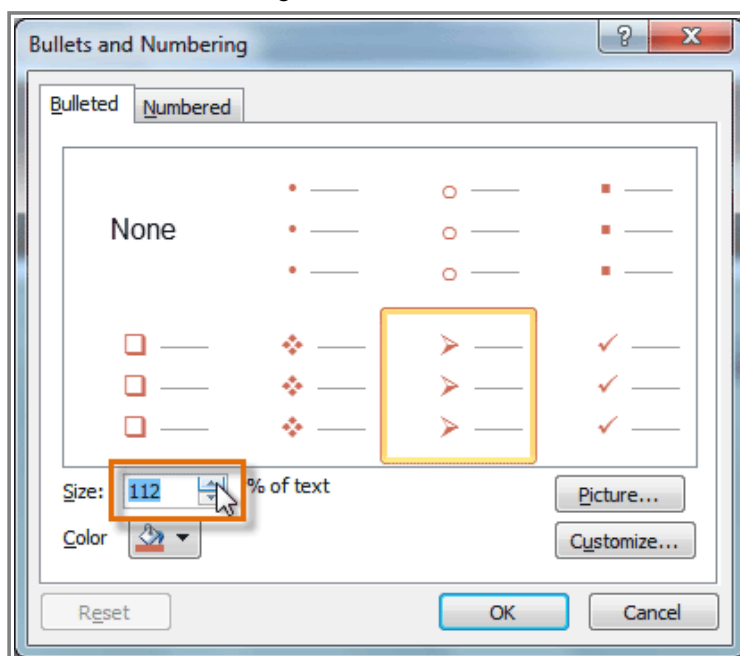 Bullets and Numbering
?
X
Bulleted Numbered
None
Size: 112 % of text
Picture...
Color
Customize...
Reset OK Cancel